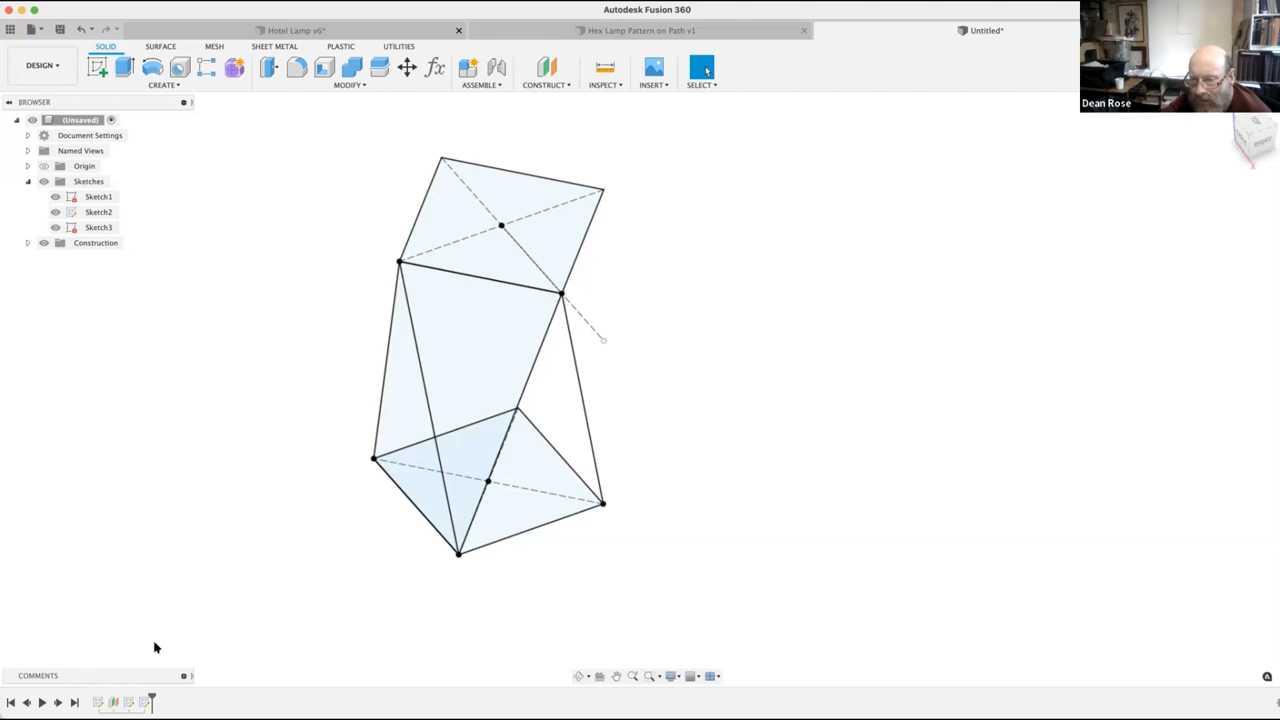 Autodesk Fusion 360
Hotel Lamp v6*
Hex Lamp Pattern on Path v1
Untitled*
SOLID
SURFACE
MESH
SHEET METAL
PLASTIC
UTILITIES
DESIGN
CREATE
MODIFY
ASSEMBLE
CONSTRUCT
INSPECT
INSERT
SELECT
Dean Rose
BROWSER
(Unsaved)
Document Settings
Named Views
Origin
Sketches
Sketch1
Sketch2
Sketch3
Construction
RIGHT
X
COMMENTS